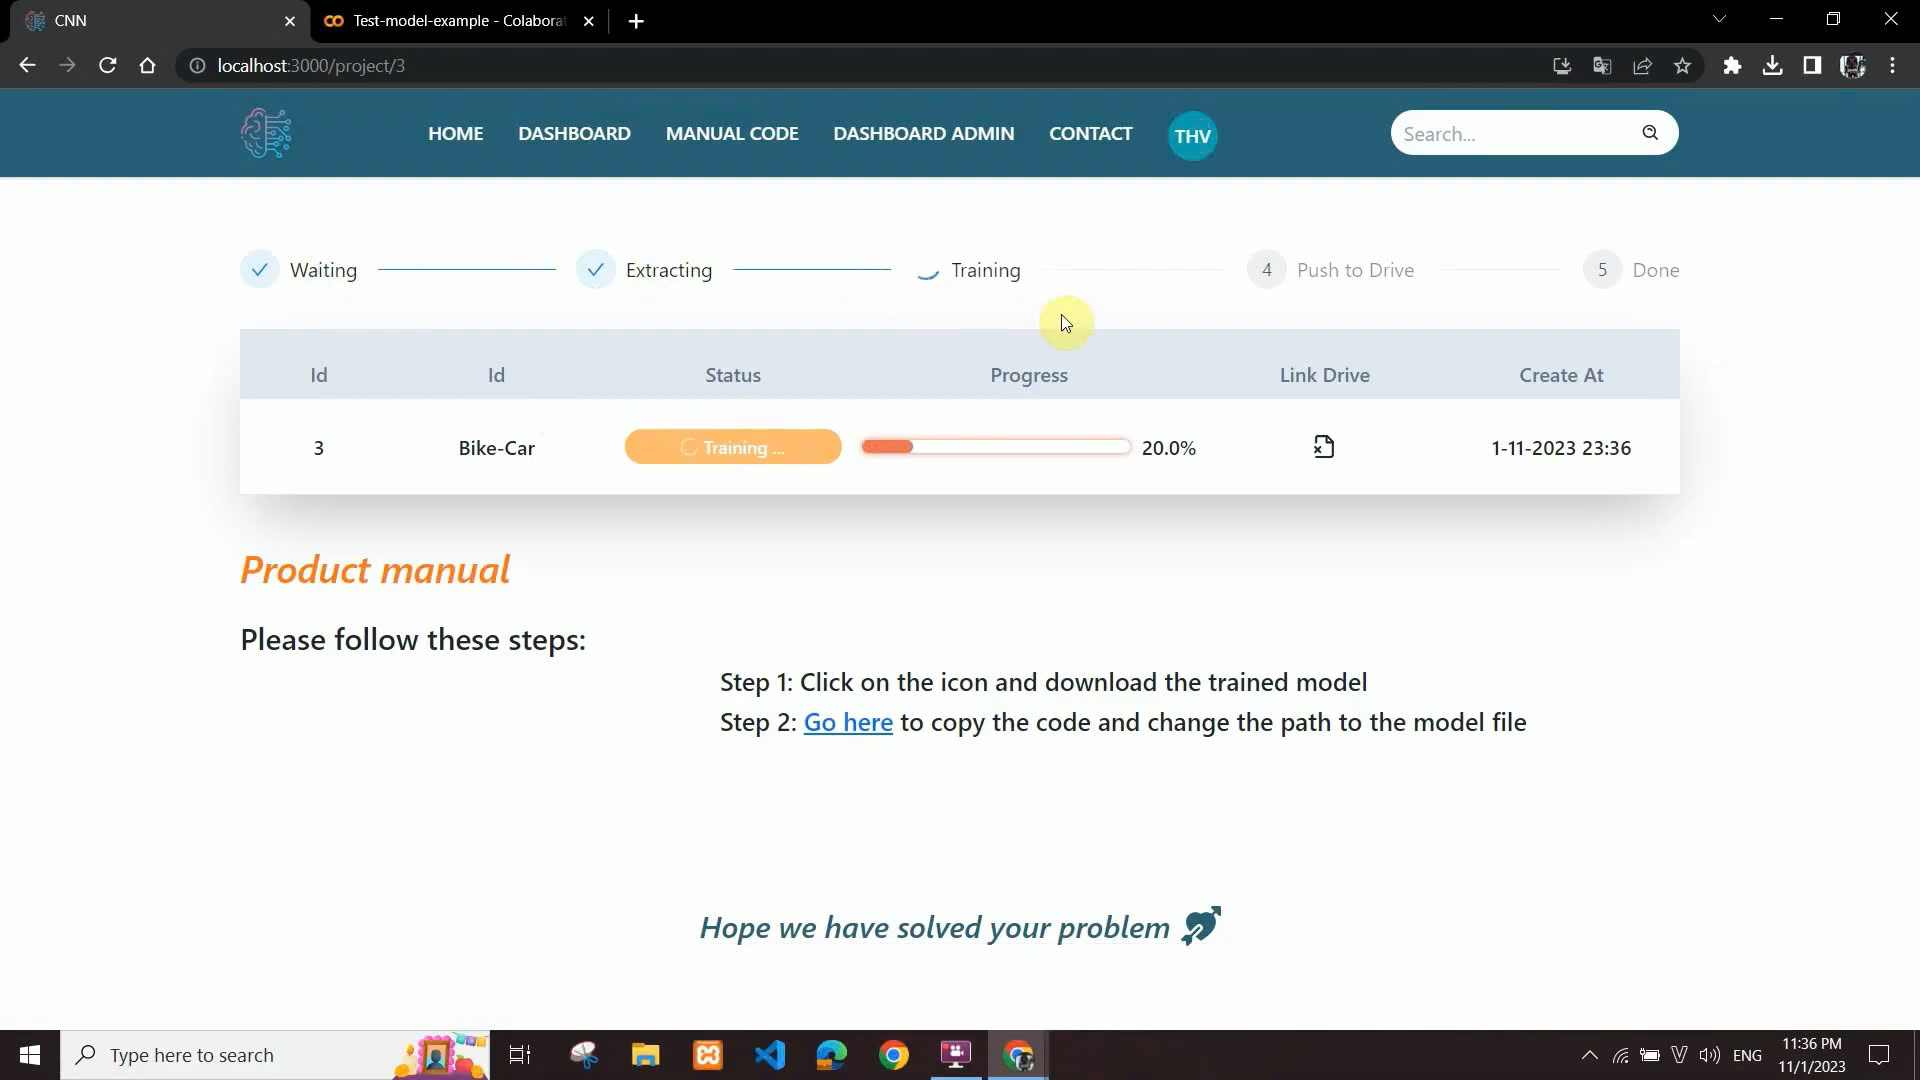 CNN
Test-model-example - Colaborat
localhost:3000/project/3
HOME DASHBOARD MANUAL CODE DASHBOARD ADMIN CONTACT THV Search...
Waiting Extracting Training 4 Push to Drive 5 Done
Id Id Status Progress Link Drive Create At
3 Bike-Car Training ... 20.0% 1-11-2023 23:36
Product manual
Please follow these steps:
Step 1: Click on the icon and download the trained model
Step 2: Go here to copy the code and change the path to the model file
Hope we have solved your problem
Type here to search
ENG
11:36 PM
11/1/2023